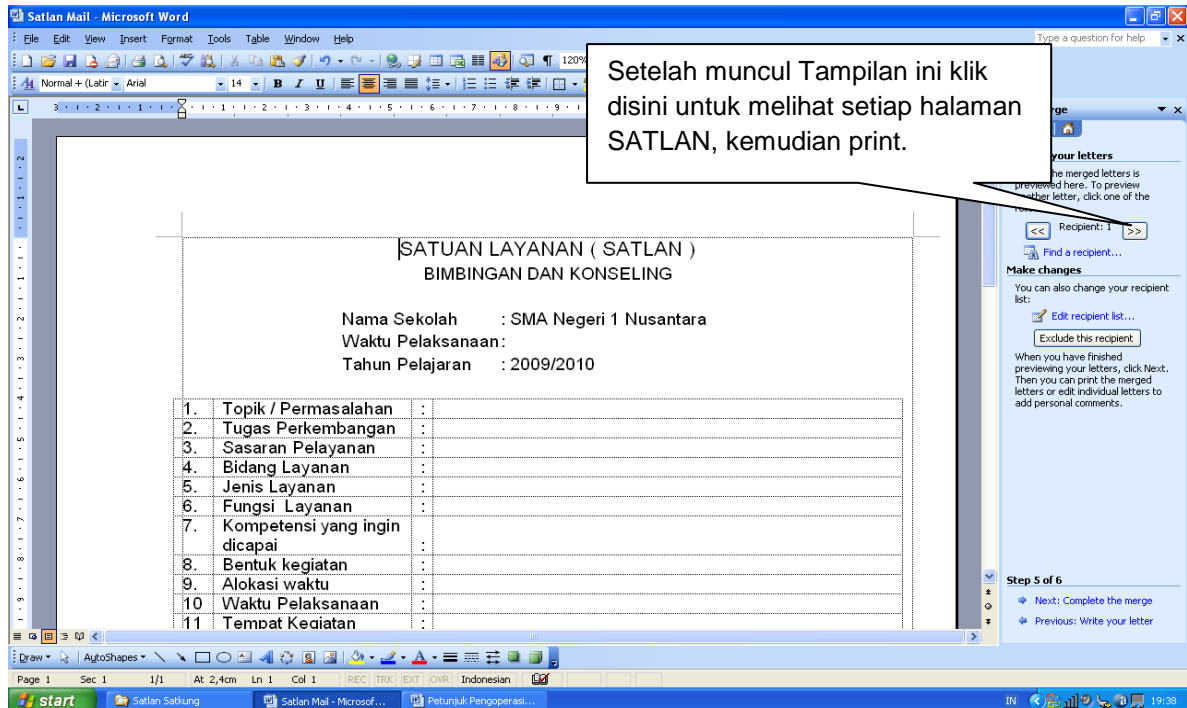 Satlan Mail - Microsoft Word
File Edit View Insert Format Tools Table Window Help
Type a question for help
120%
Normal + (Latir Arial 14 B I U
Setelah muncul Tampilan ini klik
disini untuk melihat setiap halaman
SATLAN, kemudian print.
SATUAN LAYANAN ( SATLAN )
BIMBINGAN DAN KONSELING
Nama Sekolah : SMA Negeri 1 Nusantara
Waktu Pelaksanaan :
Tahun Pelajaran : 2009/2010
1. Topik / Permasalahan :
2. Tugas Perkembangan :
3. Sasaran Pelayanan :
4. Bidang Layanan :
5. Jenis Layanan :
6. Fungsi Layanan :
7. Kompetensi yang ingin
dicapai :
8. Bentuk kegiatan :
9. Alokasi waktu :
10 Waktu Pelaksanaan :
11 Tempat Kegiatan :
rge
your letters
he merged letters is
previewed here. To preview
another letter, click one of the
<< Recipient: 1 >>
Find a recipient...
Make changes
You can also change your recipient
list:
Edit recipient list...
Exclude this recipient
When you have finished
previewing your letters, click Next.
Then you can print the merged
letters or edit individual letters to
add personal comments.
Step 5 of 6
Next: Complete the merge
Previous: Write your letter
Draw AutoShapes
Page 1 Sec 1 1/1 At 2,4cm Ln 1 Col 1 REC TRK EXT OVR Indonesian
start Satlan Satkung Satlan Mail - Microsof... Petunjuk Pengoperasi... IN 19:38